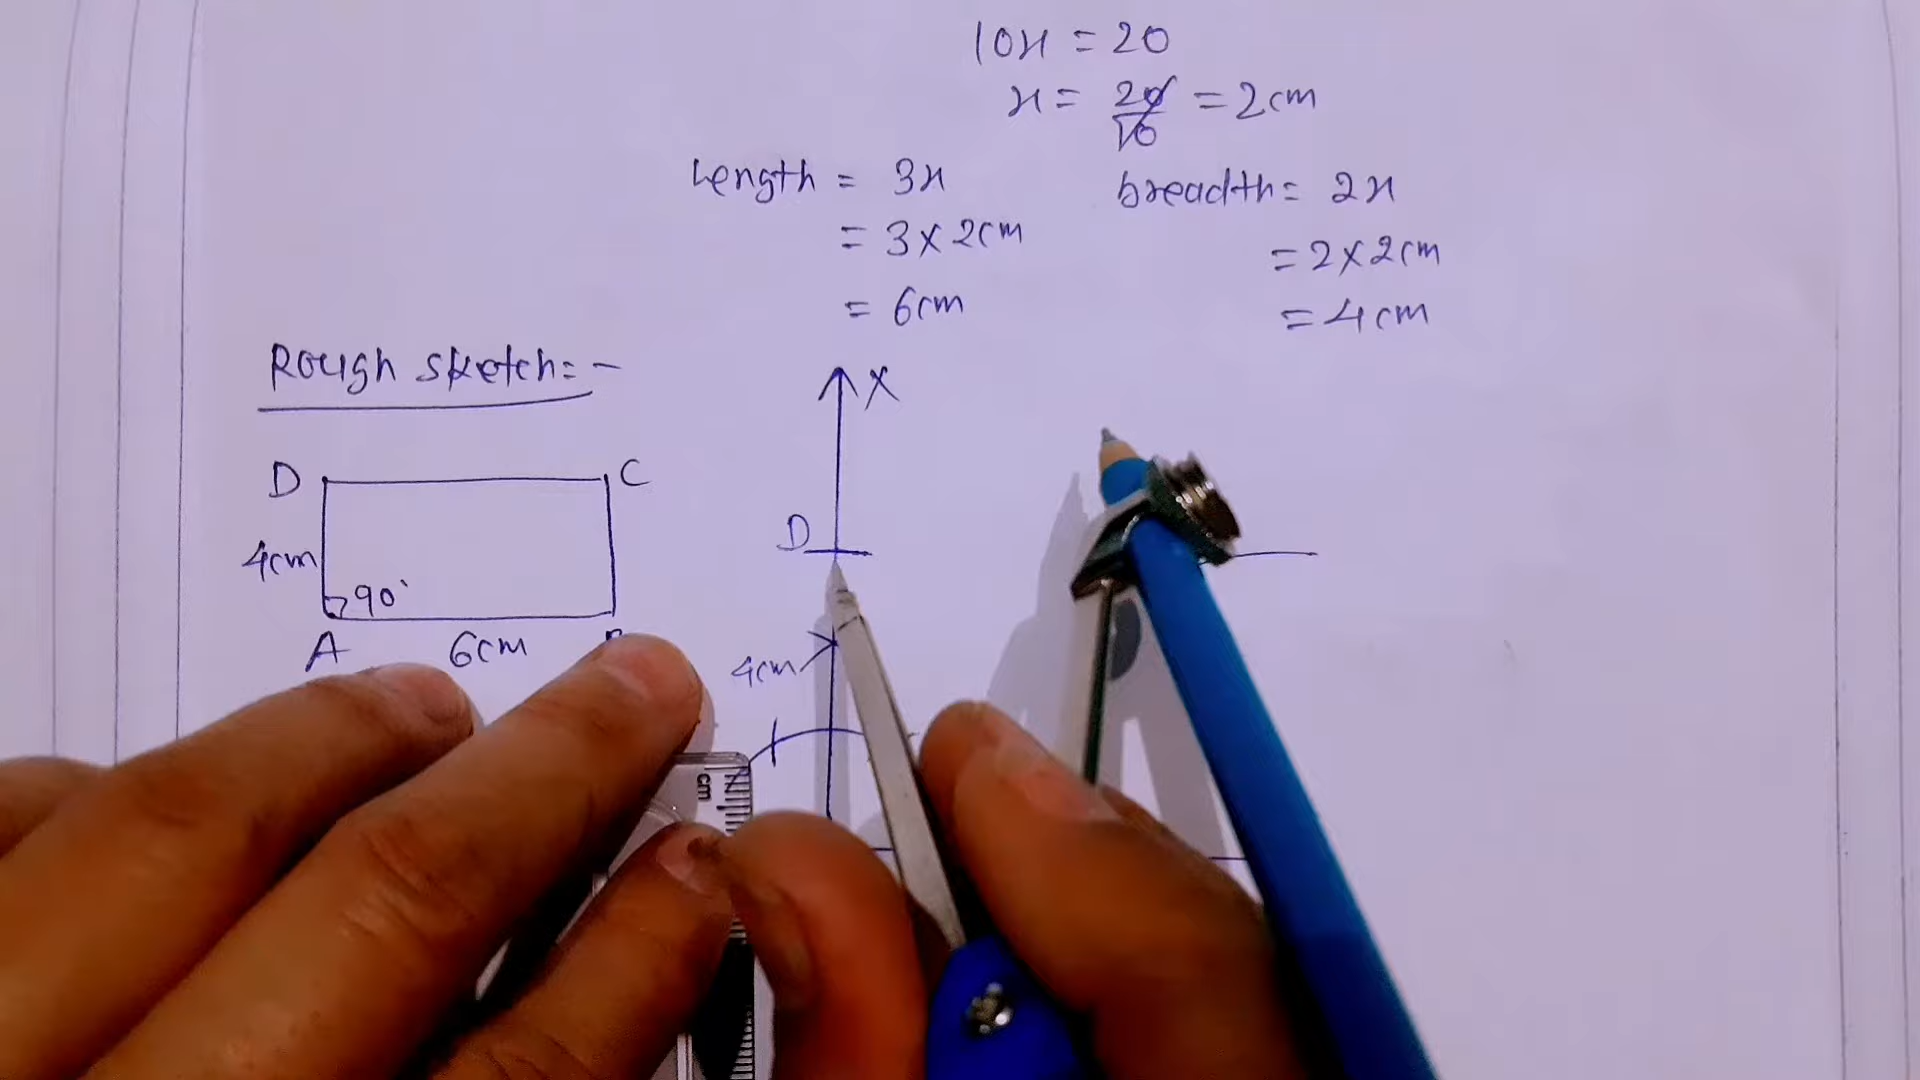 10x = 20
x = 20/10 = 2cm
Length = 3x
= 3 × 2cm
= 6cm
breadth = 2x
= 2 × 2cm
= 4cm
Rough sketch:-
D C
4cm
90°
A 6cm
X
D
4cm
cm